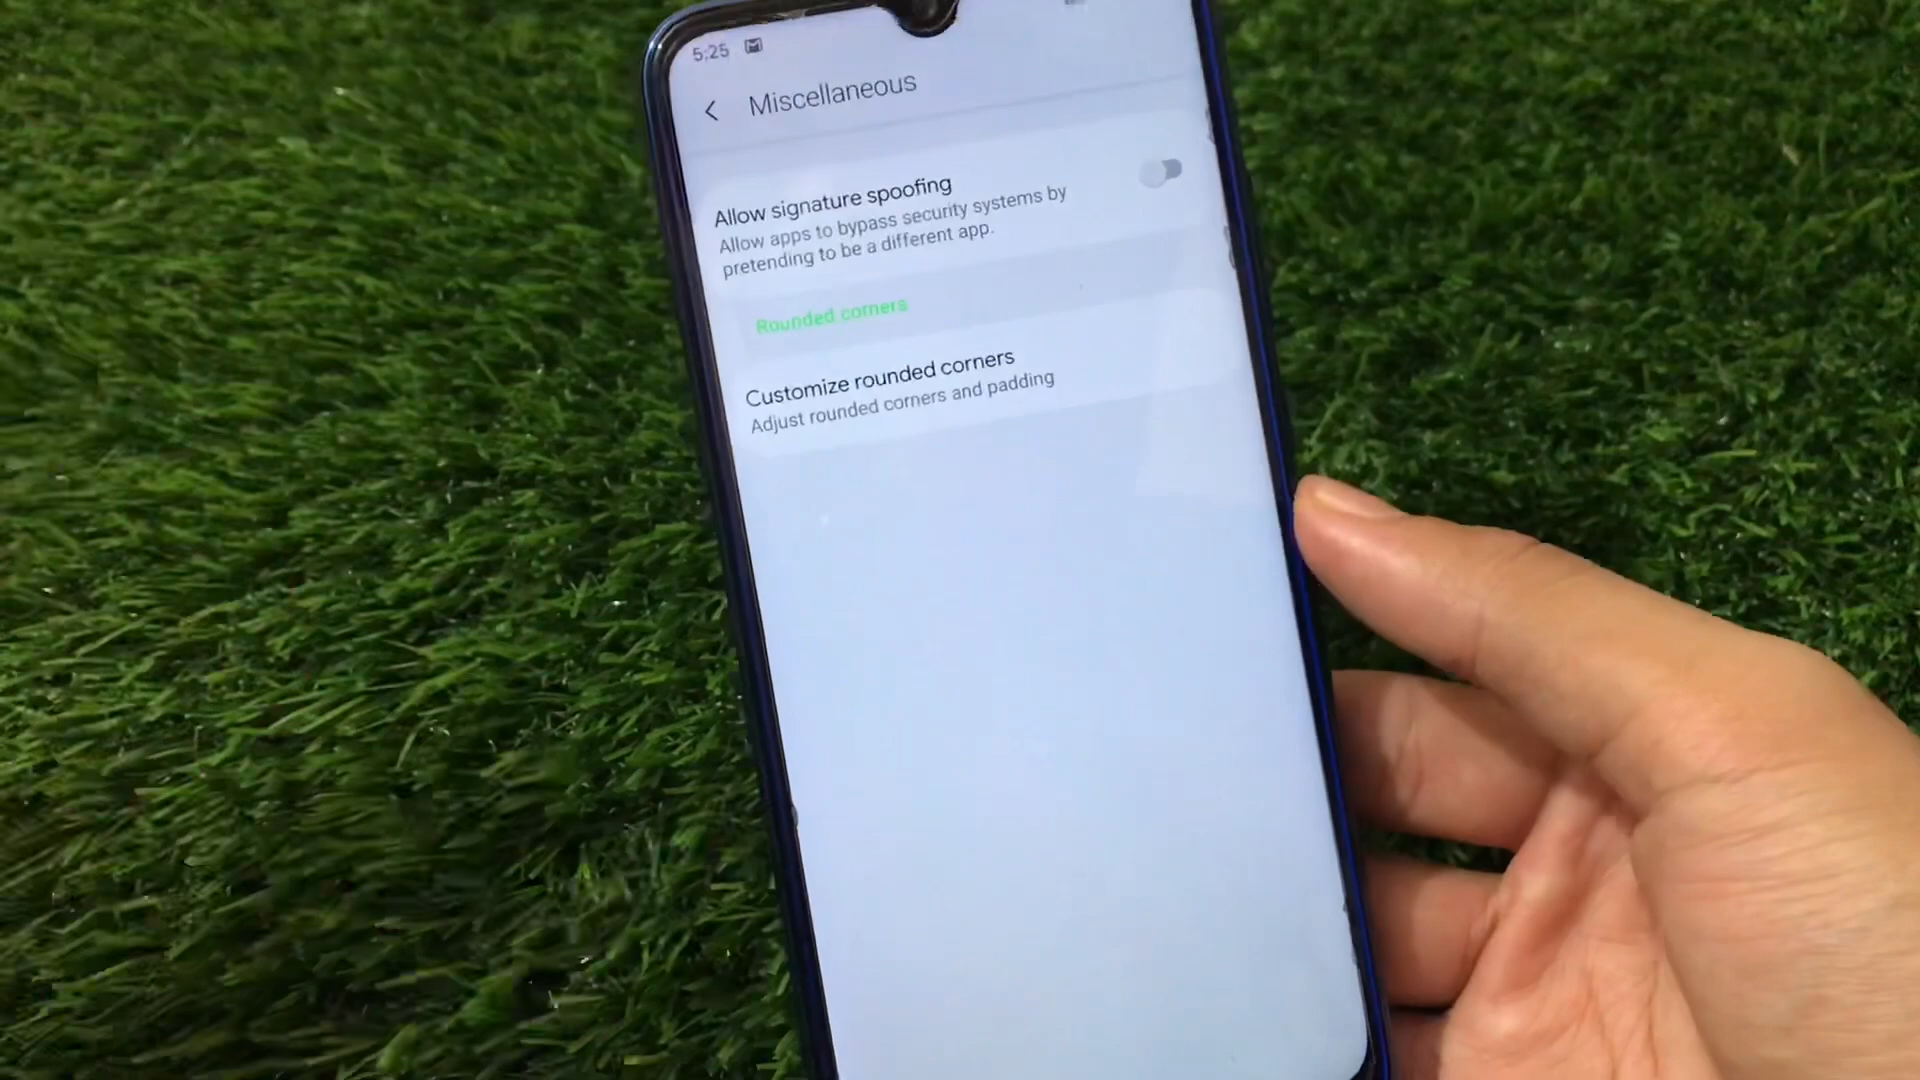 5:25
Miscellaneous
Allow signature spoofing
Allow apps to bypass security systems by
pretending to be a different app.
Rounded corners
Customize rounded corners
Adjust rounded corners and padding